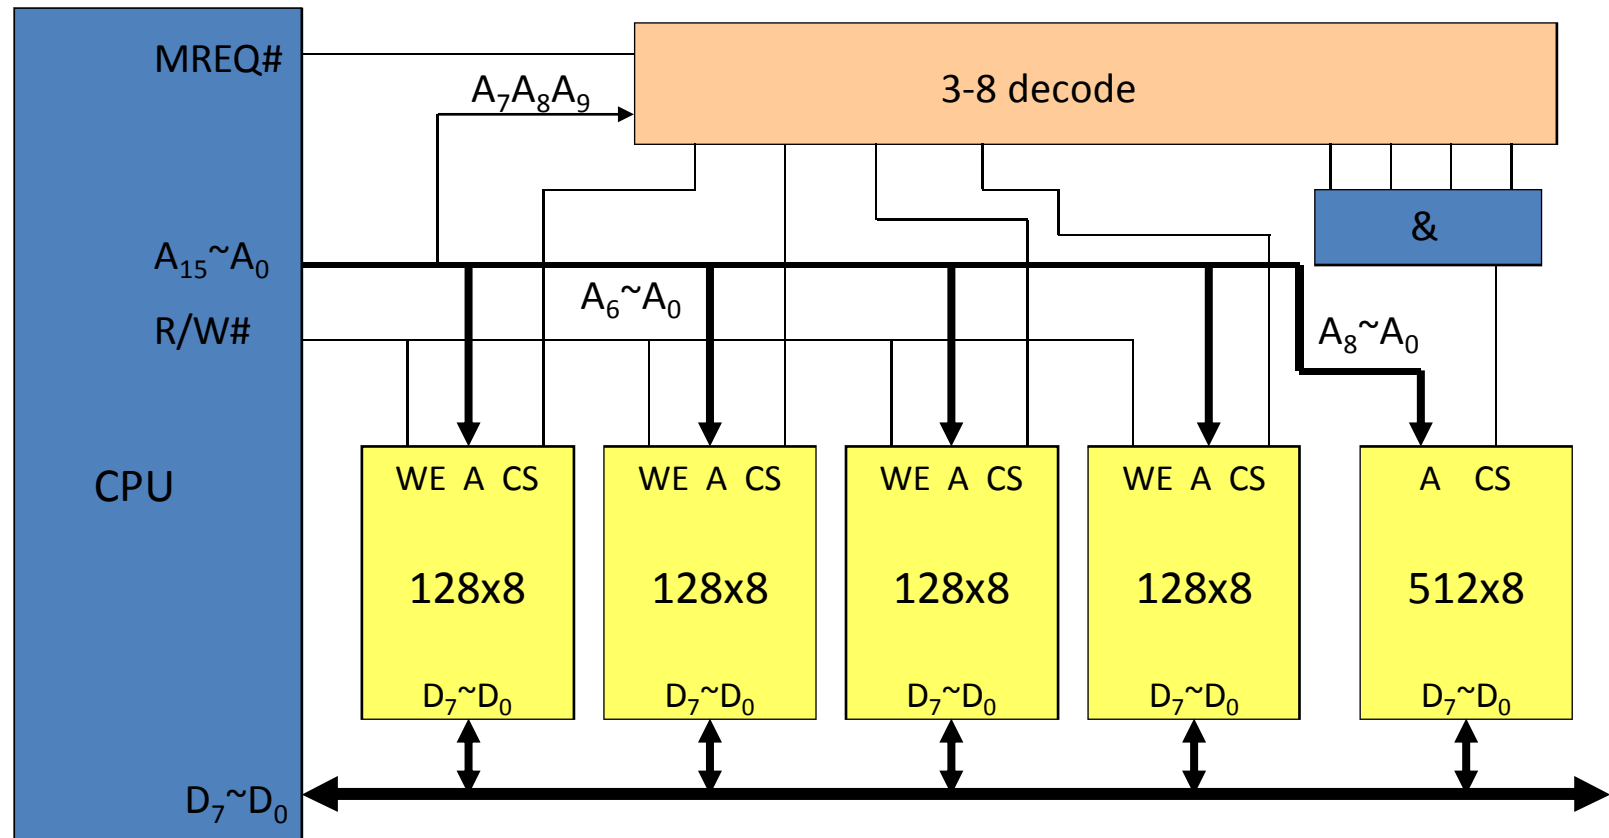 MREQ#
3-8 decode
A₇A₈A₉
&
A₁₅~A₀
A₆~A₀
R/W#
A₈~A₀
CPU
WE A CS
WE A CS
WE A CS
WE A CS
A CS
128x8
128x8
128x8
128x8
512x8
D₇~D₀
D₇~D₀
D₇~D₀
D₇~D₀
D₇~D₀
D₇~D₀